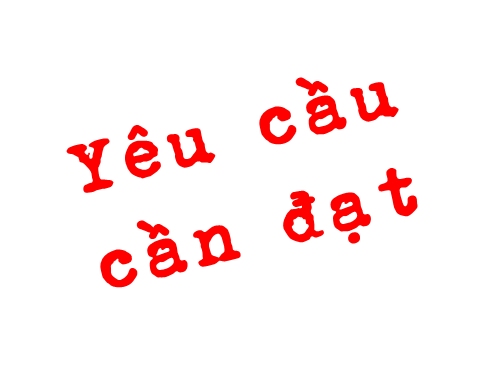 Yêu cầu
cần đạt